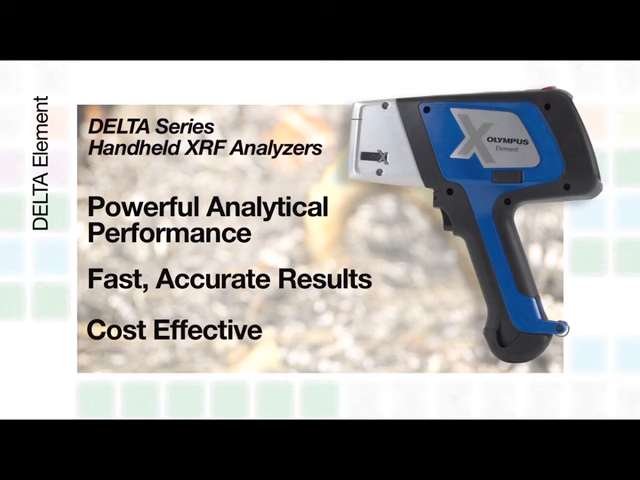 DELTA Element
DELTA Series
Handheld XRF Analyzers
Powerful Analytical
Performance
Fast, Accurate Results
Cost Effective
X
OLYMPUS
Element